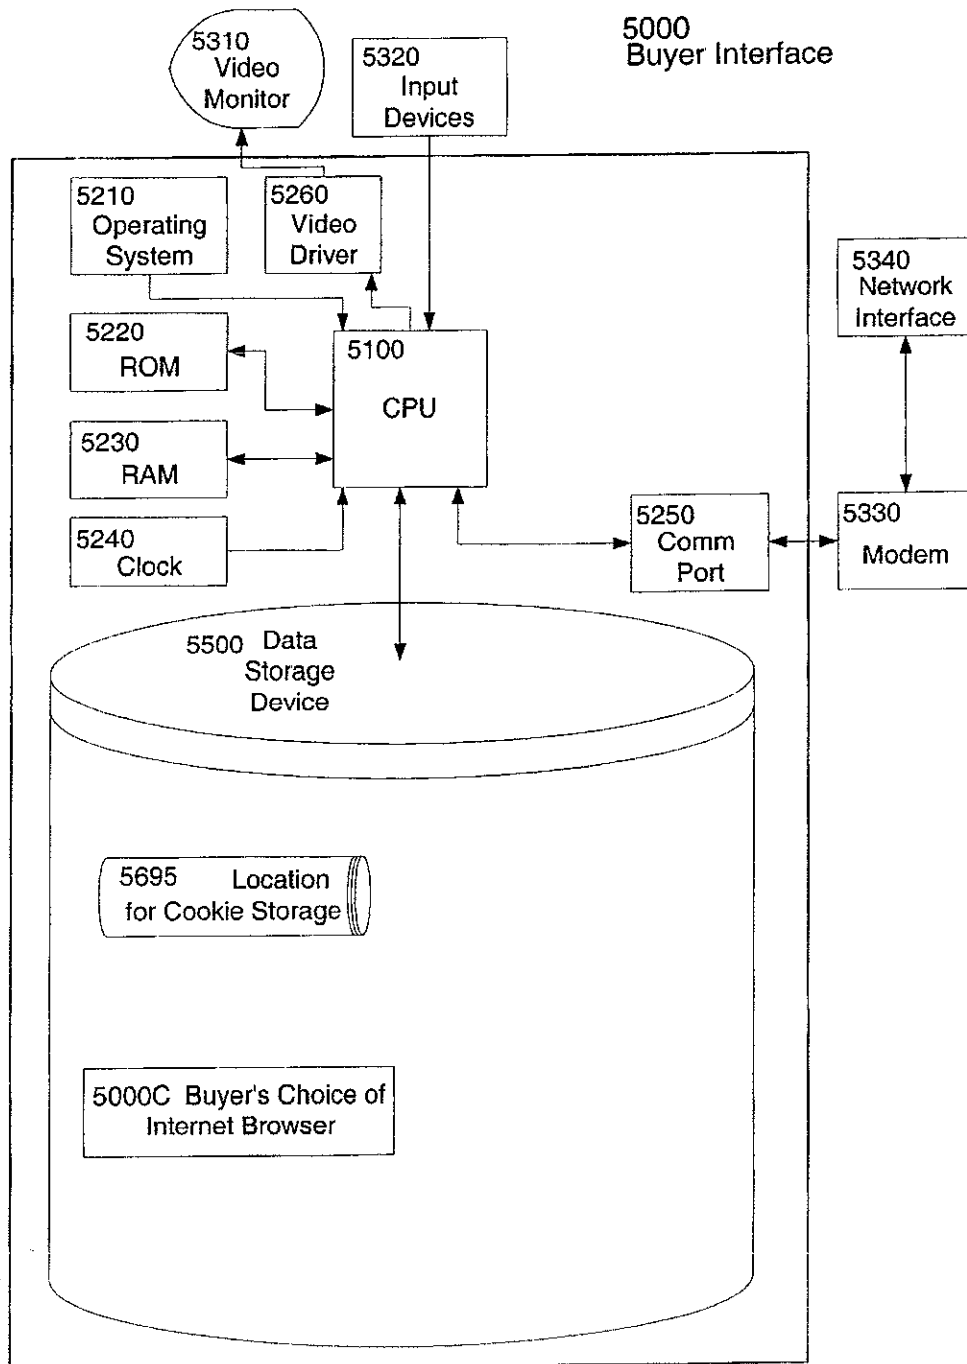 5000
Buyer Interface
5310
Video
Monitor
5320
Input
Devices
5210
Operating
System
5260
Video
Driver
5340
Network
Interface
5220
ROM
5100
CPU
5230
RAM
5240
Clock
5250
Comm
Port
5330
Modem
5500 Data
Storage
Device
5695 Location
for Cookie Storage
5000C Buyer's Choice of
Internet Browser